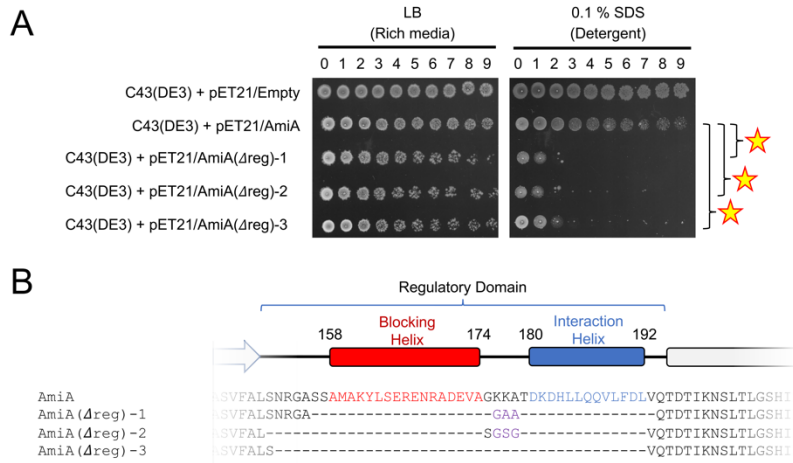 A
LB
(Rich media)
0.1 % SDS
(Detergent)
0 1 2 3 4 5 6 7 8 9
0 1 2 3 4 5 6 7 8 9
C43(DE3) + pET21/Empty
C43(DE3) + pET21/AmiA
C43(DE3) + pET21/AmiA(Δreg)-1
C43(DE3) + pET21/AmiA(Δreg)-2
C43(DE3) + pET21/AmiA(Δreg)-3
B
Regulatory Domain
158 Blocking Helix 174 180 Interaction Helix 192
AmiA ASVFALSNRGASSAMAKYLSERENRADEVAGKKATDKDHLLQQVLFDLVQTDTIKNSLTLGSHI
AmiA(Δreg)-1 ASVFALSNRGA--------------------GAA---------------QTDTIKNSLTLGSHI
AmiA(Δreg)-2 ASVFAL------------------------SGSG--------------VQTDTIKNSLTLGSHI
AmiA(Δreg)-3 ASVFALS-----------------------------------------VQTDTIKNSLTLGSHI